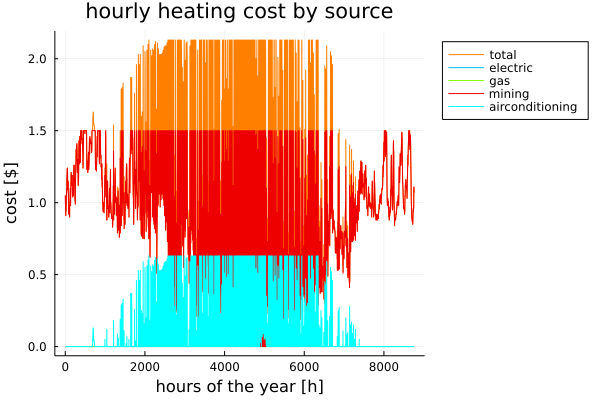 hourly heating cost by source
2.0
1.5
1.0
0.5
0.0
cost [$]
0
2000
4000
6000
8000
hours of the year [h]
total
electric
gas
mining
airconditioning